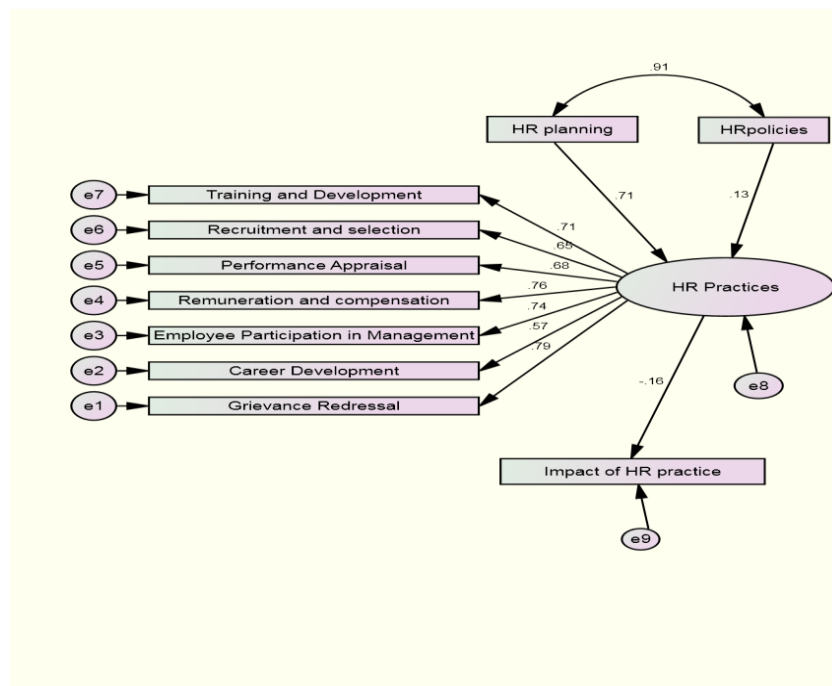 .91
HR planning
HRpolicies
.71
.13
e7
Training and Development
.71
e6
Recruitment and selection
.65
e5
Performance Appraisal
.68
HR Practices
e4
Remuneration and compensation
.76
e3
Employee Participation in Management
.74
e2
Career Development
.57
e1
Grievance Redressal
.79
-.16
e8
Impact of HR practice
e9